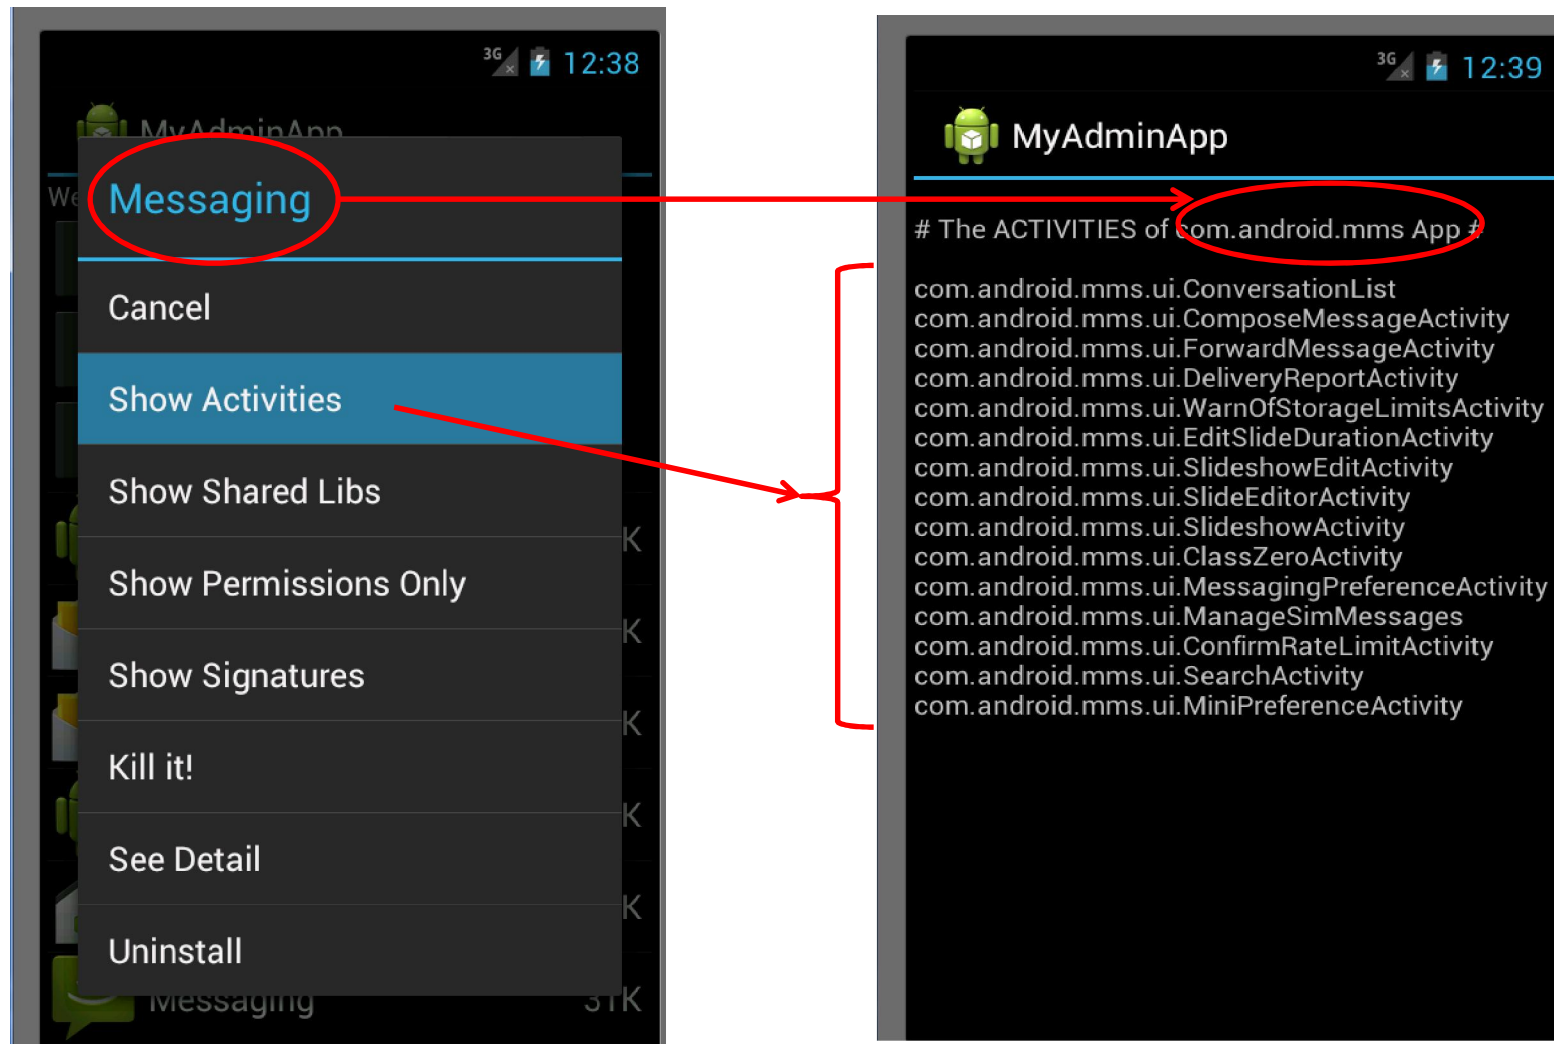 3G 12:38
MyAdminApp
We
Messaging
Cancel
Show Activities
Show Shared Libs
K
Show Permissions Only
K
Show Signatures
K
Kill it!
K
See Detail
K
Uninstall
Messaging 31K
3G 12:39
MyAdminApp
# The ACTIVITIES of com.android.mms App #
com.android.mms.ui.ConversationList
com.android.mms.ui.ComposeMessageActivity
com.android.mms.ui.ForwardMessageActivity
com.android.mms.ui.DeliveryReportActivity
com.android.mms.ui.WarnOfStorageLimitsActivity
com.android.mms.ui.EditSlideDurationActivity
com.android.mms.ui.SlideshowEditActivity
com.android.mms.ui.SlideEditorActivity
com.android.mms.ui.SlideshowActivity
com.android.mms.ui.ClassZeroActivity
com.android.mms.ui.MessagingPreferenceActivity
com.android.mms.ui.ManageSimMessages
com.android.mms.ui.ConfirmRateLimitActivity
com.android.mms.ui.SearchActivity
com.android.mms.ui.MiniPreferenceActivity